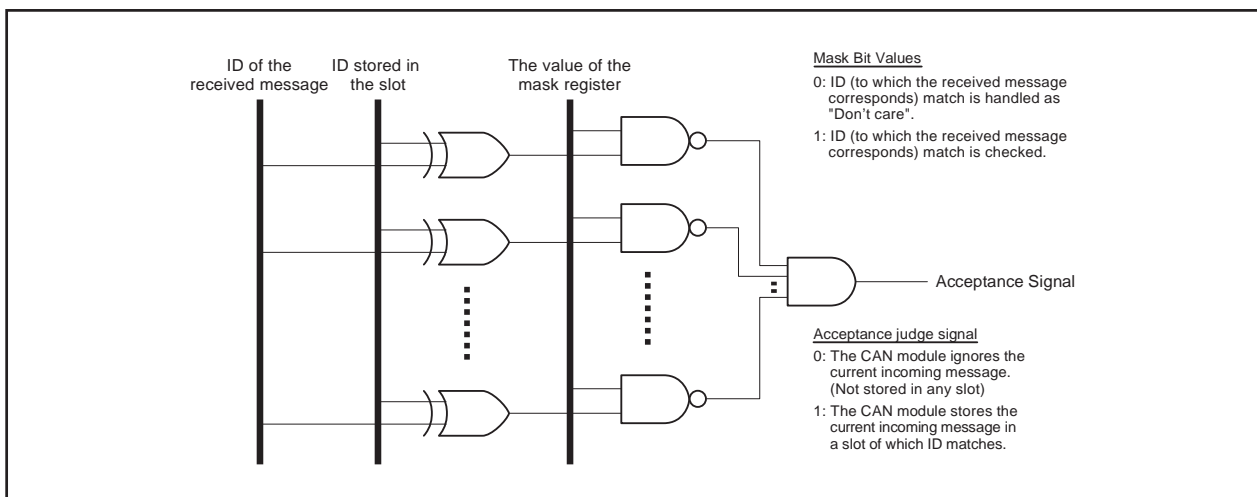 ID of the
received message
ID stored in
the slot
The value of the
mask register
Mask Bit Values
0: ID (to which the received message
corresponds) match is handled as
"Don't care".
1: ID (to which the received message
corresponds) match is checked.
Acceptance Signal
Acceptance judge signal
0: The CAN module ignores the
current incoming message.
(Not stored in any slot)
1: The CAN module stores the
current incoming message in
a slot of which ID matches.